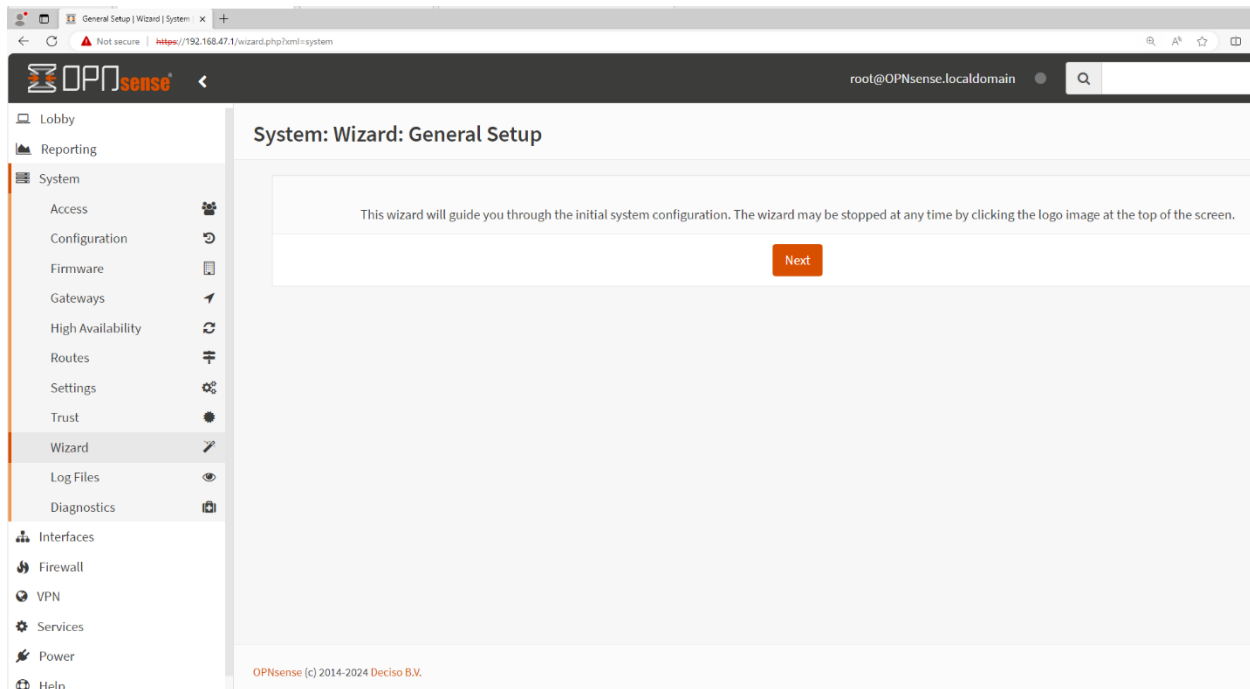 General Setup | Wizard | System
Not secure
https://192.168.47.1/wizard.php?xml=system
OPNsense
root@OPNsense.localdomain
Lobby
Reporting
System
Access
Configuration
Firmware
Gateways
High Availability
Routes
Settings
Trust
Wizard
Log Files
Diagnostics
Interfaces
Firewall
VPN
Services
Power
Help
System: Wizard: General Setup
This wizard will guide you through the initial system configuration. The wizard may be stopped at any time by clicking the logo image at the top of the screen.
Next
OPNsense (c) 2014-2024 Deciso B.V.